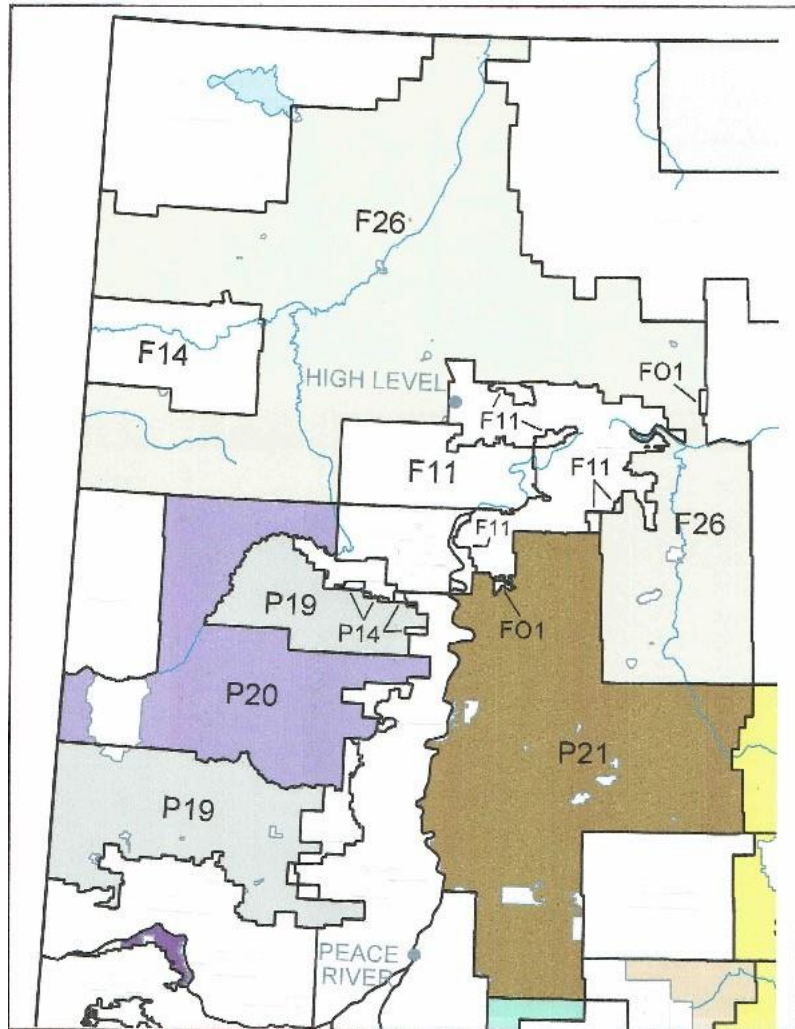 F26
F14
HIGH LEVEL
FO1
F11
F11
F11
F11
F26
P19
P14
FO1
P20
P21
P19
PEACE
RIVER